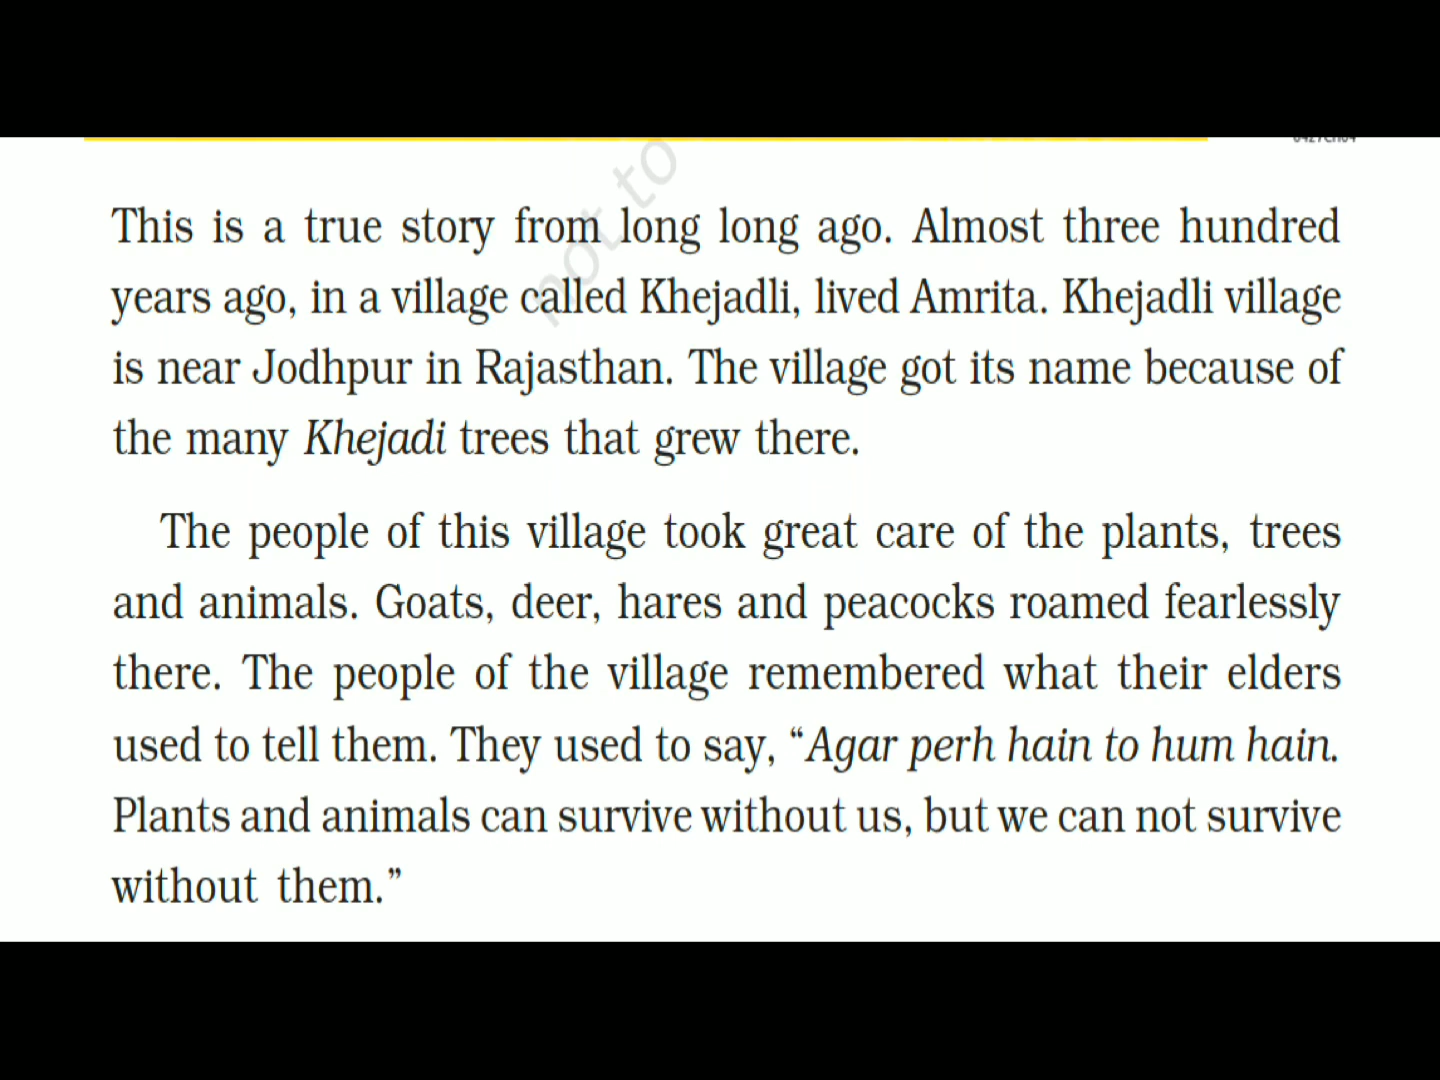 not to
This is a true story from long long ago. Almost three hundred
years ago, in a village called Khejadli, lived Amrita. Khejadli village
is near Jodhpur in Rajasthan. The village got its name because of
the many Khejadi trees that grew there.
The people of this village took great care of the plants, trees
and animals. Goats, deer, hares and peacocks roamed fearlessly
there. The people of the village remembered what their elders
used to tell them. They used to say, “Agar perh hain to hum hain.
Plants and animals can survive without us, but we can not survive
without them.”